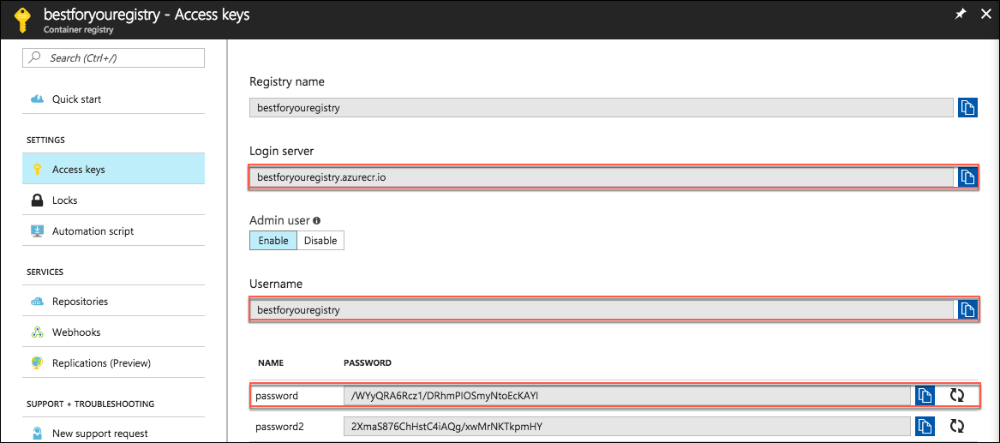 bestforyouregistry - Access keys
Container registry
Search (Ctrl+/)
Quick start
SETTINGS
Access keys
Locks
Automation script
SERVICES
Repositories
Webhooks
Replications (Preview)
SUPPORT + TROUBLESHOOTING
New support request
Registry name
bestforyouregistry
Login server
bestforyouregistry.azurecr.io
Admin user
Enable Disable
Username
bestforyouregistry
NAME PASSWORD
password /WYyQRA6Rcz1/DRhmPlOSmyNtoEcKAYl
password2 2XmaS876ChHstC4iAQg/xwMrNKTkpmHY